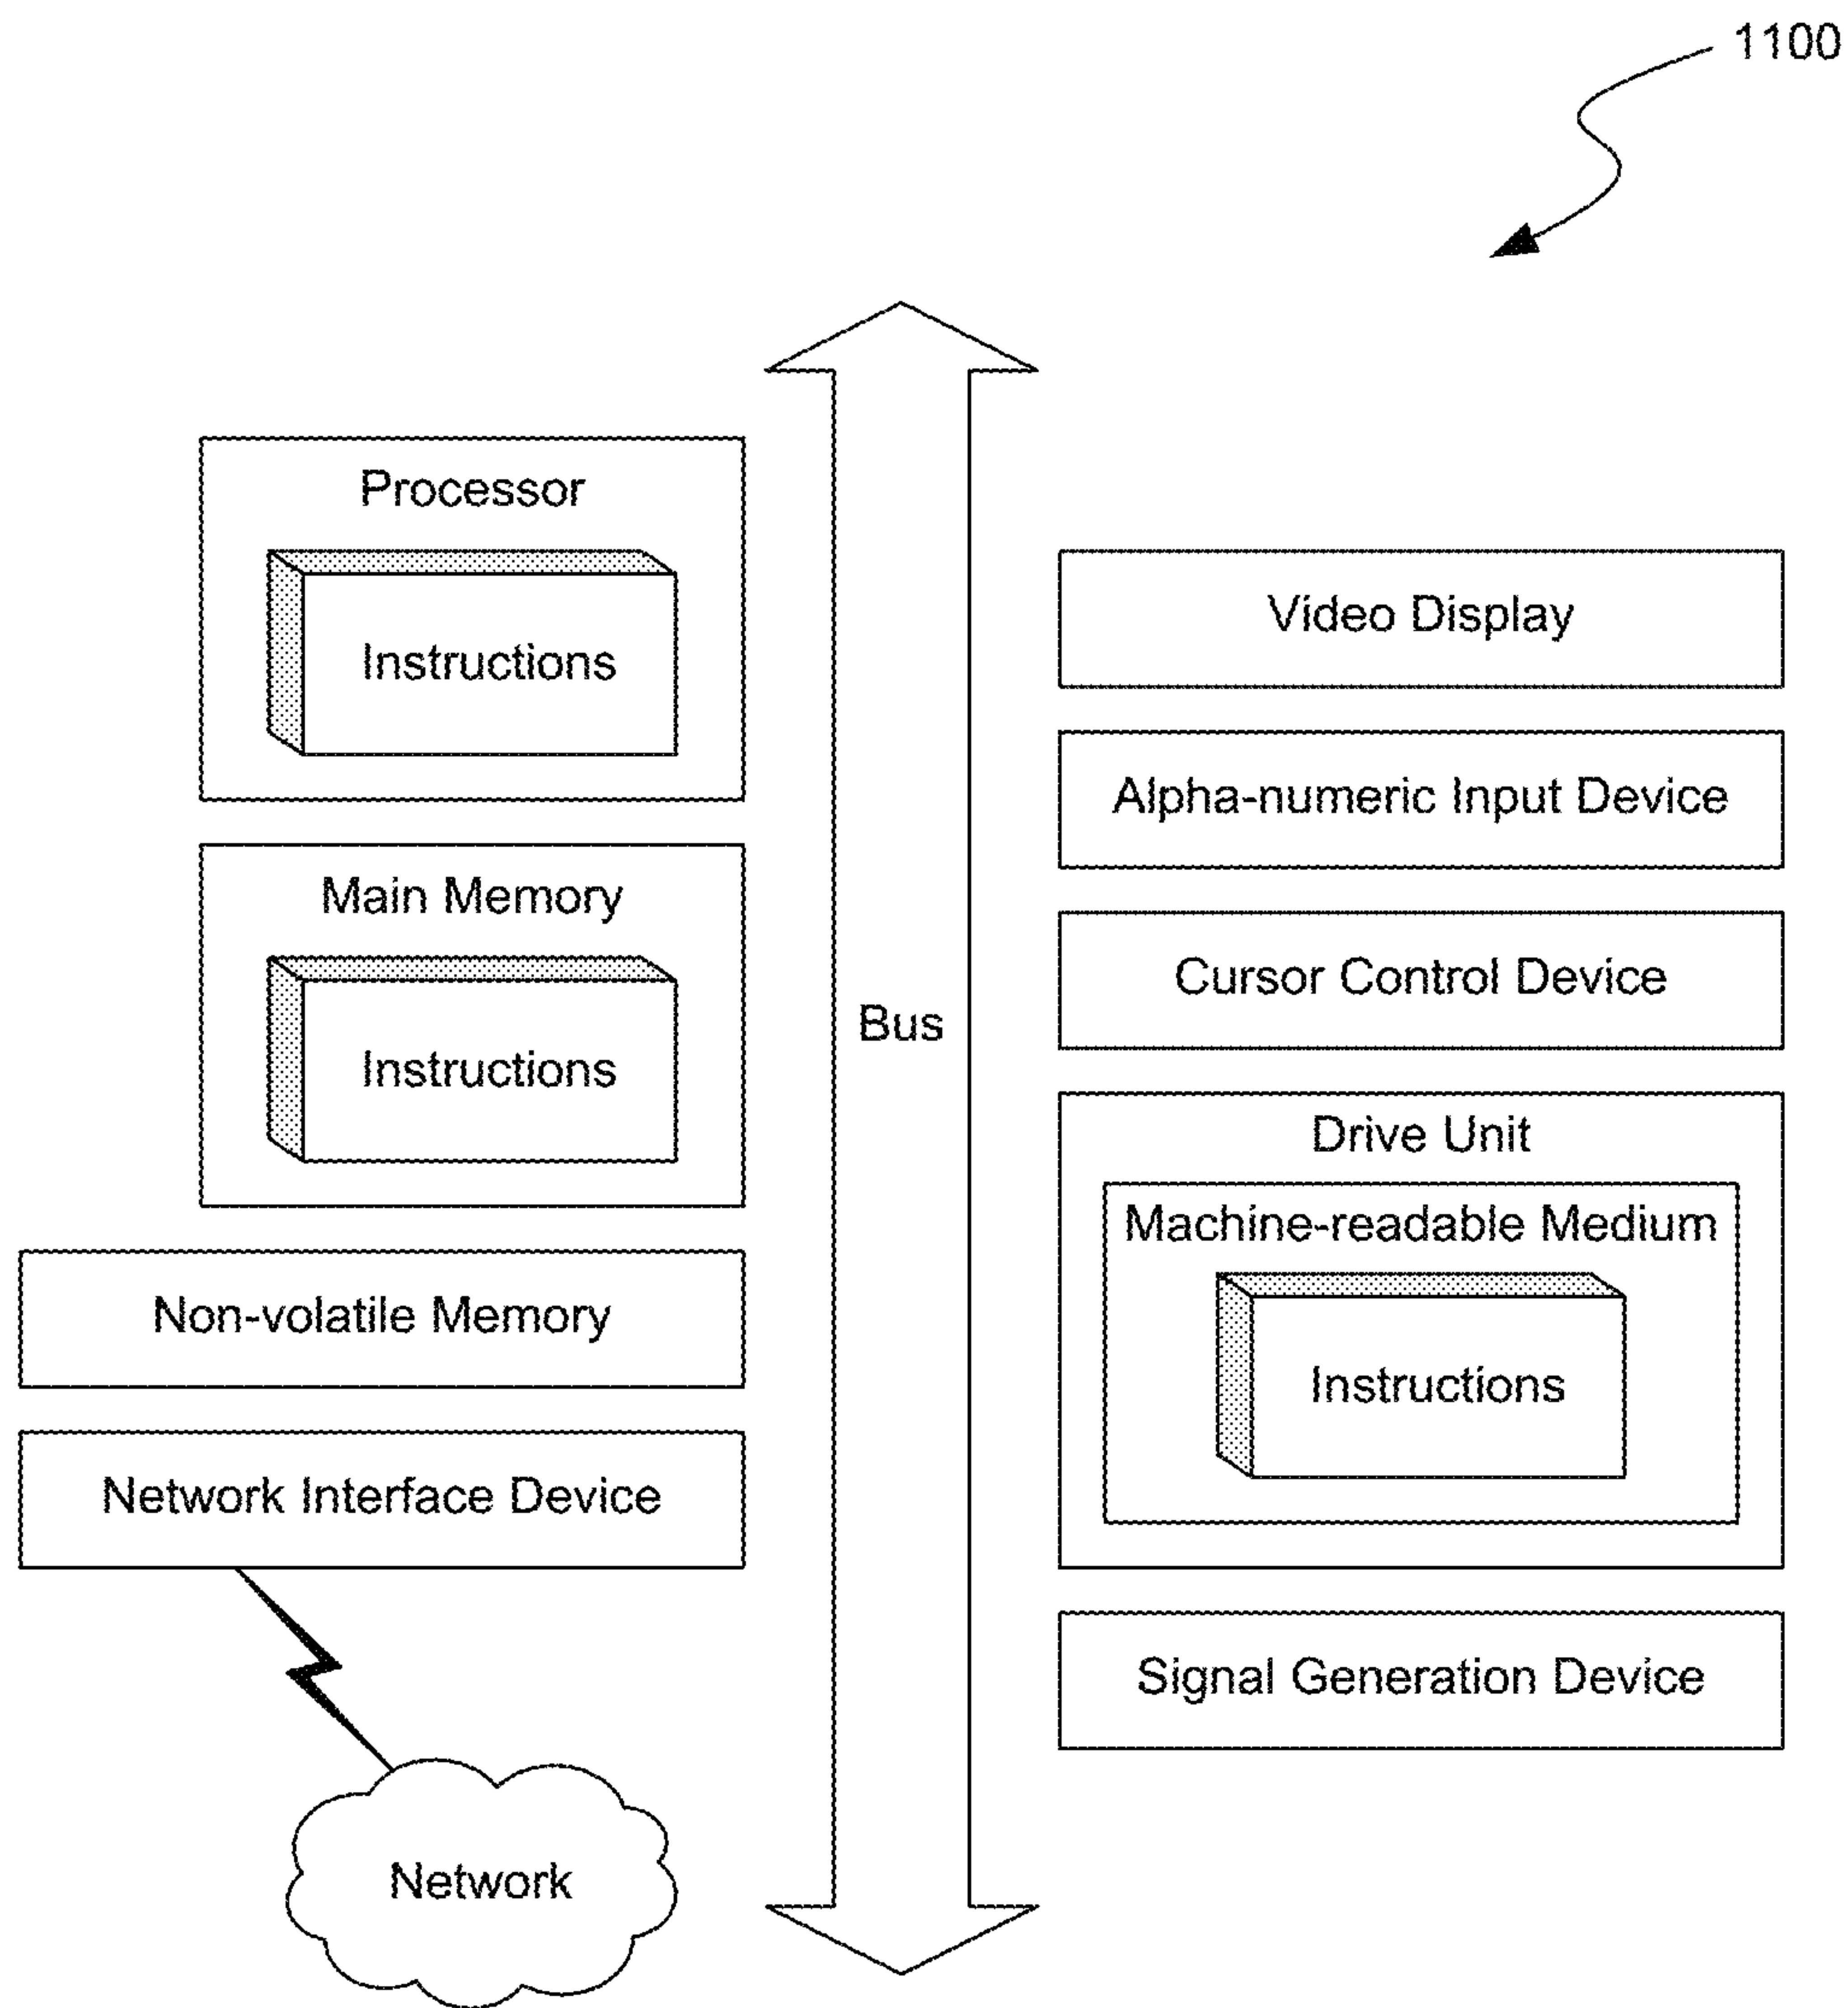 1100
Processor
Instructions
Main Memory
Instructions
Non-volatile Memory
Network Interface Device
Network
Bus
Video Display
Alpha-numeric Input Device
Cursor Control Device
Drive Unit
Machine-readable Medium
Instructions
Signal Generation Device